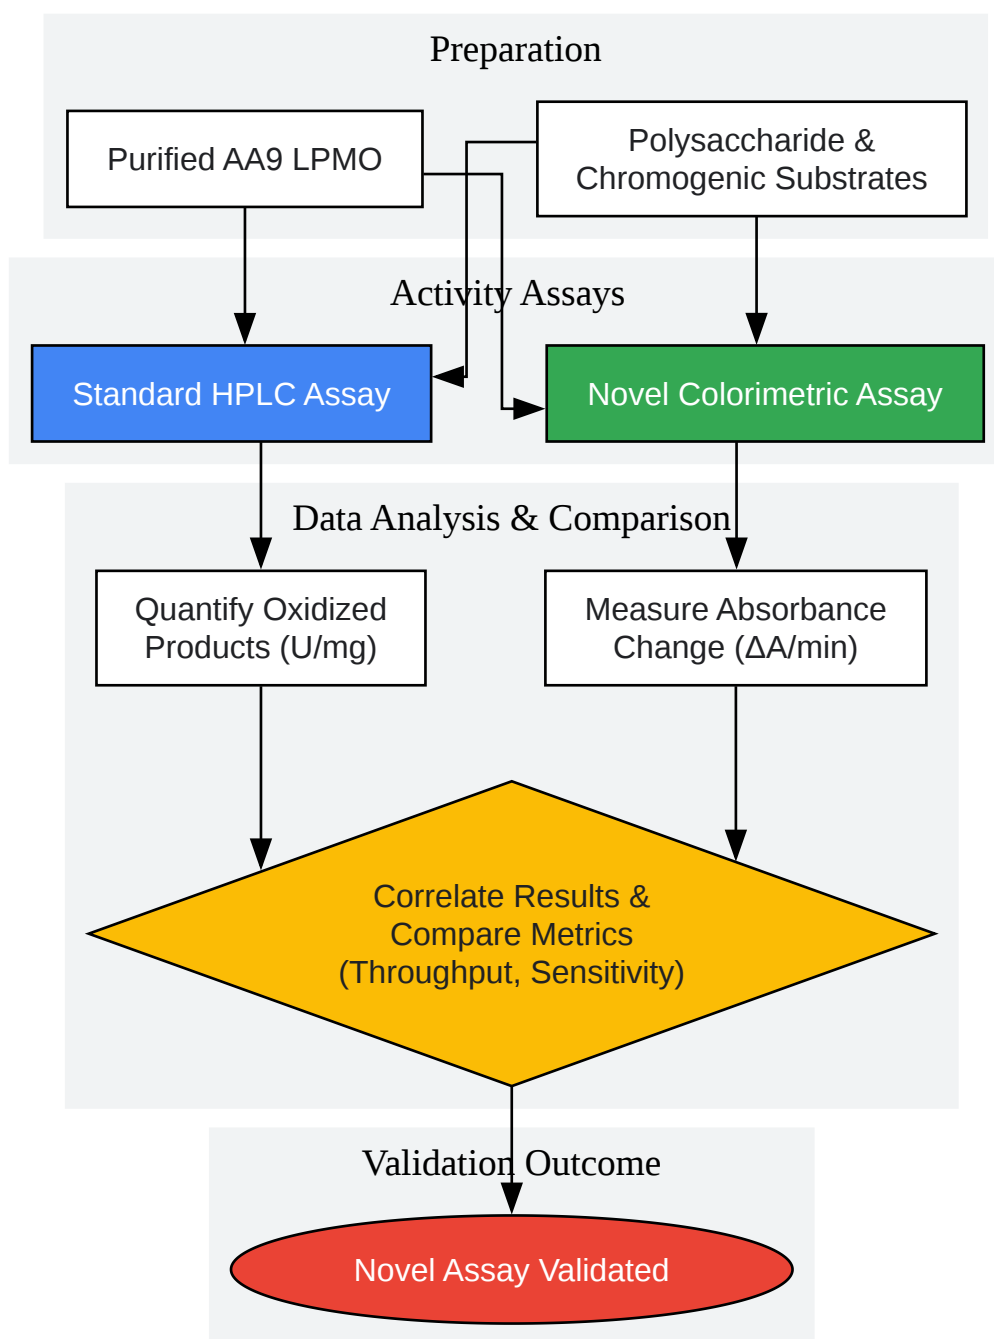 Preparation
Purified AA9 LPMO
Polysaccharide &
Chromogenic Substrates
Activity Assays
Standard HPLC Assay
Novel Colorimetric Assay
Data Analysis & Comparison
Quantify Oxidized
Products (U/mg)
Measure Absorbance
Change (ΔA/min)
Correlate Results &
Compare Metrics
(Throughput, Sensitivity)
Validation Outcome
Novel Assay Validated